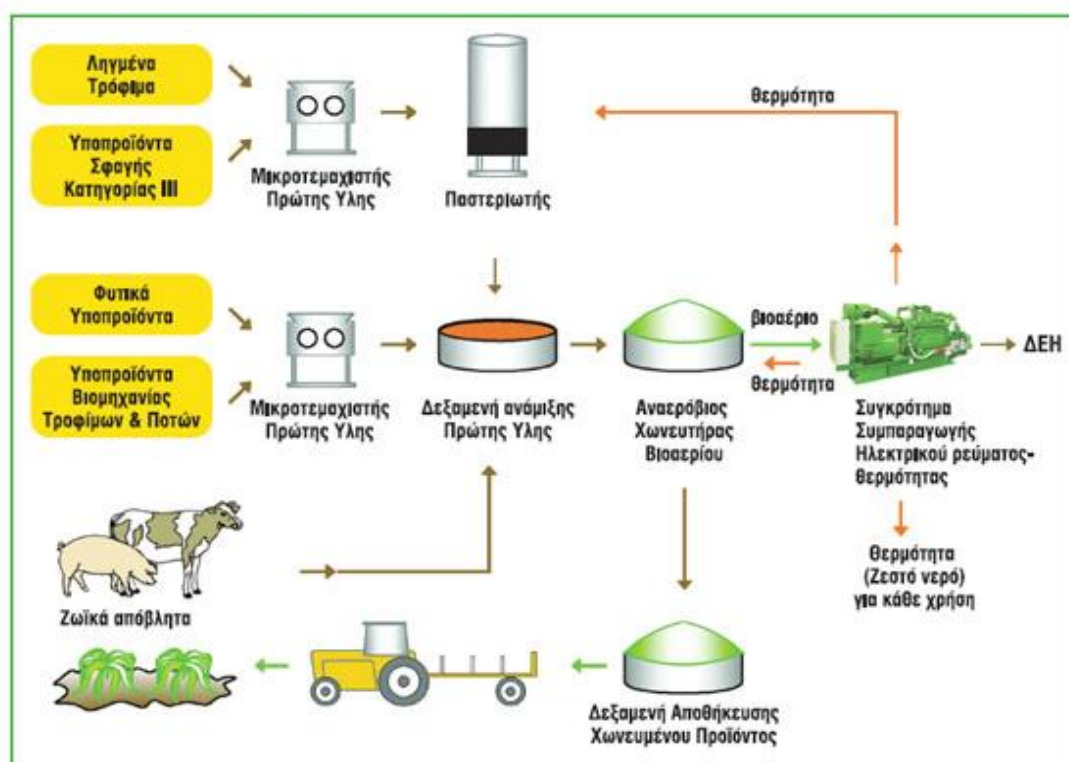 Ληγμένα
Τρόφιμα
Υποπροϊόντα
Σφαγής
Κατηγορίας III
Μικροτεμαχιστής
Πρώτης Υλης
Παστεριωτής
θερμότητα
Φυτικά
Υποπροϊόντα
Υποπροϊόντα
Βιομηχανίας
Τροφίμων & Ποτών
Μικροτεμαχιστής
Πρώτης Υλης
Δεξαμενή ανάμιξης
Πρώτης Υλης
Αναερόβιος
Χωνευτήρας
Βιοαερίου
βιοαέριο
θερμότητα
ΔΕΗ
Συγκρότημα
Συμπαραγωγής
Ηλεκτρικού ρεύματος-
θερμότητας
Θερμότητα
(Ζεστό νερό)
για κάθε χρήση
Ζωϊκά απόβλητα
Δεξαμενή Αποθήκευσης
Χωνευμένου Προϊόντος